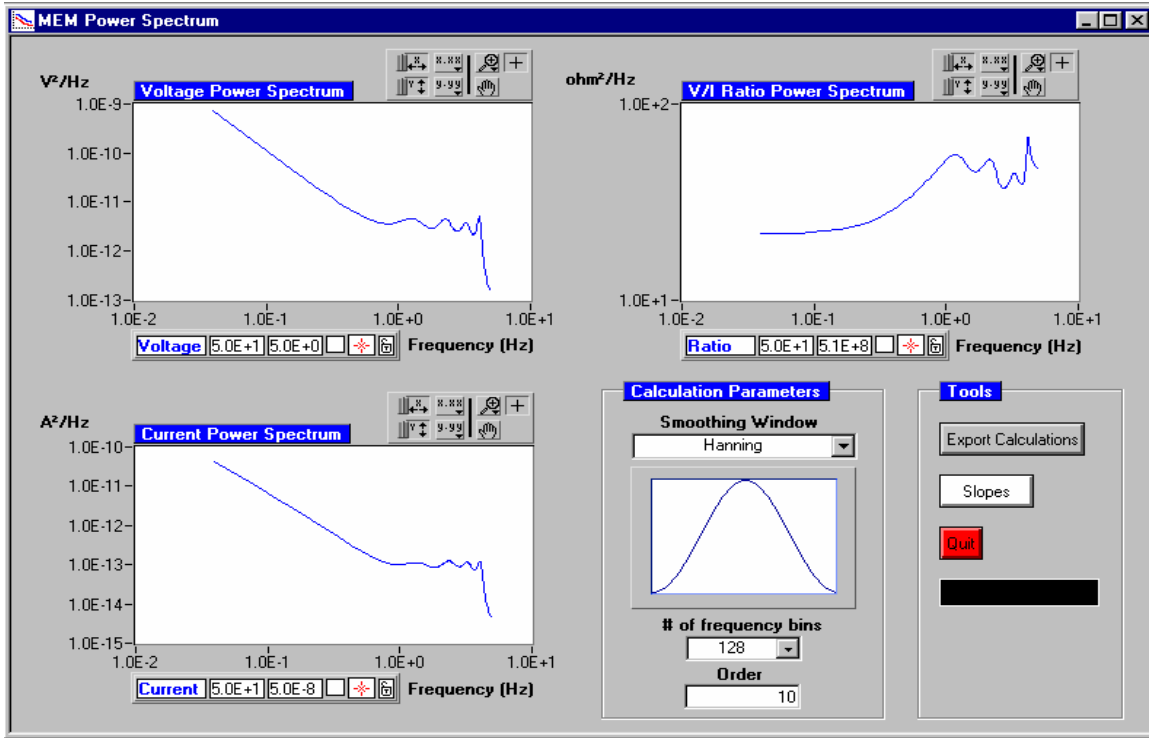 MEM Power Spectrum
V²/Hz
Voltage Power Spectrum
X
X.XX
Y
Y.YY
1.0E-9
1.0E-10
1.0E-11
1.0E-12
1.0E-13
1.0E-2
1.0E-1
1.0E+0
1.0E+1
Voltage 5.0E+1 5.0E+0
Frequency (Hz)
ohm²/Hz
V/I Ratio Power Spectrum
X
X.XX
Y
Y.YY
1.0E+2
1.0E+1
1.0E-2
1.0E-1
1.0E+0
1.0E+1
Ratio 5.0E+1 5.1E+8
Frequency (Hz)
A²/Hz
Current Power Spectrum
X
X.XX
Y
Y.YY
1.0E-10
1.0E-11
1.0E-12
1.0E-13
1.0E-14
1.0E-15
1.0E-2
1.0E-1
1.0E+0
1.0E+1
Current 5.0E+1 5.0E-8
Frequency (Hz)
Calculation Parameters
Smoothing Window
Hanning
# of frequency bins
128
Order
10
Tools
Export Calculations
Slopes
Quit